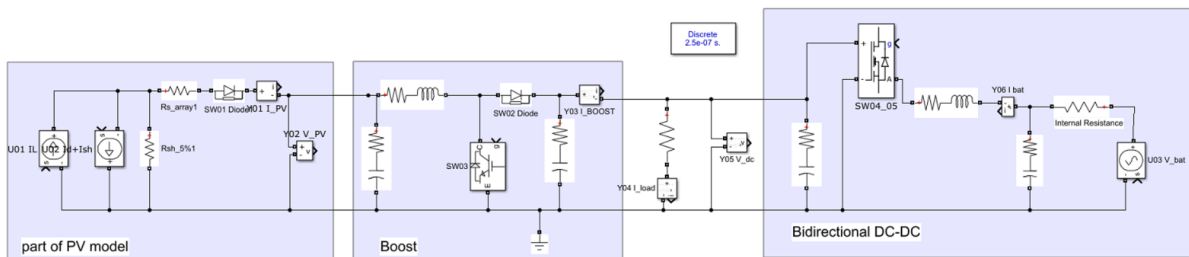 Discrete
2.5e-07 s.
+
g
-
A
SW04_05
Y06 I bat
Internal Resistance
U03 V_bat
Rs_array1
SW01 Diode
Y01 I_PV
Y02 V_PV
U01 IL
U02 Id+Ish
Rsh_5%1
SW02 Diode
Y03 I_BOOST
SW03
C
g
E
Y04 I_load
Y05 V_dc
part of PV model
Boost
Bidirectional DC-DC